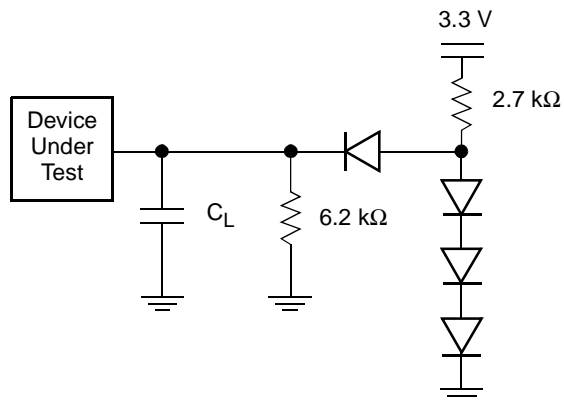 3.3 V
2.7 kΩ
Device
Under
Test
C_L
6.2 kΩ